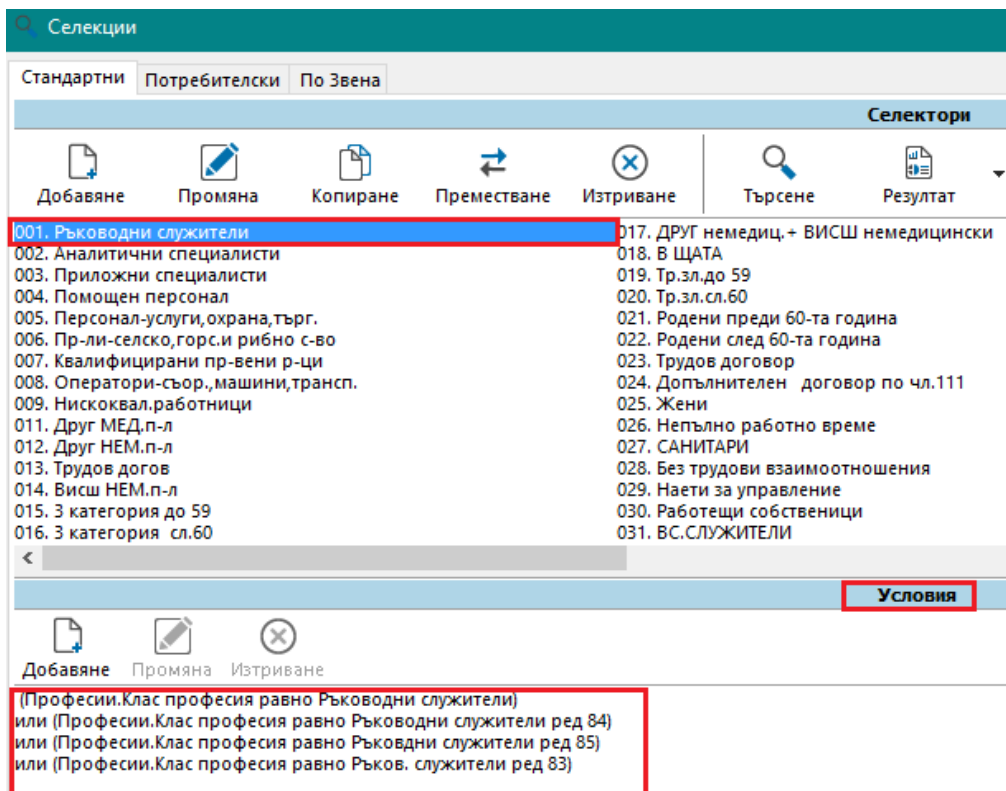 Селекции
Стандартни Потребителски По Звена
Селектори
Добавяне Промяна Копиране Преместване Изтриване Търсене Резултат
001. Ръководни служители
002. Аналитични специалисти
003. Приложни специалисти
004. Помощен персонал
005. Персонал-услуги,охрана,търг.
006. Пр-ли-селско,горс.и рибно с-во
007. Квалифицирани пр-вени р-ци
008. Оператори-съор.,машини,трансп.
009. Нискоквал.работници
011. Друг МЕД.п-л
012. Друг НЕМ.п-л
013. Трудов догов
014. Висш НЕМ.п-л
015. 3 категория до 59
016. 3 категория сл.60
017. ДРУГ немедиц.+ ВИСШ немедицински
018. В ЩАТА
019. Тр.зл.до 59
020. Тр.зл.сл.60
021. Родени преди 60-та година
022. Родени след 60-та година
023. Трудов договор
024. Допълнителен договор по чл.111
025. Жени
026. Непълно работно време
027. САНИТАРИ
028. Без трудови взаимоотношения
029. Наети за управление
030. Работещи собственици
031. ВС.СЛУЖИТЕЛИ
Условия
Добавяне Промяна Изтриване
(Професии.Клас професия равно Ръководни служители)
или (Професии.Клас професия равно Ръководни служители ред 84)
или (Професии.Клас професия равно Ръковдни служители ред 85)
или (Професии.Клас професия равно Ръков. служители ред 83)